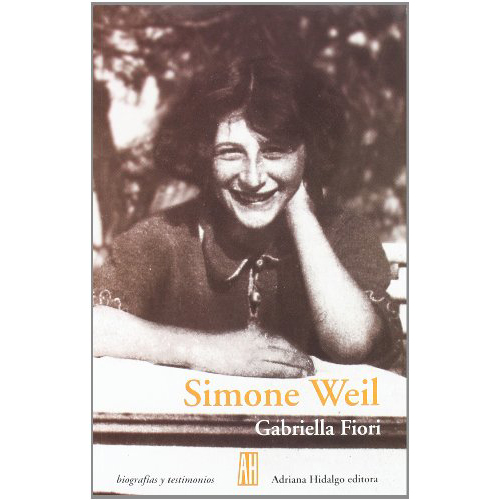 Simone Weil
Gabriella Fiori
biografías y testimonios
AH
Adriana Hidalgo editora